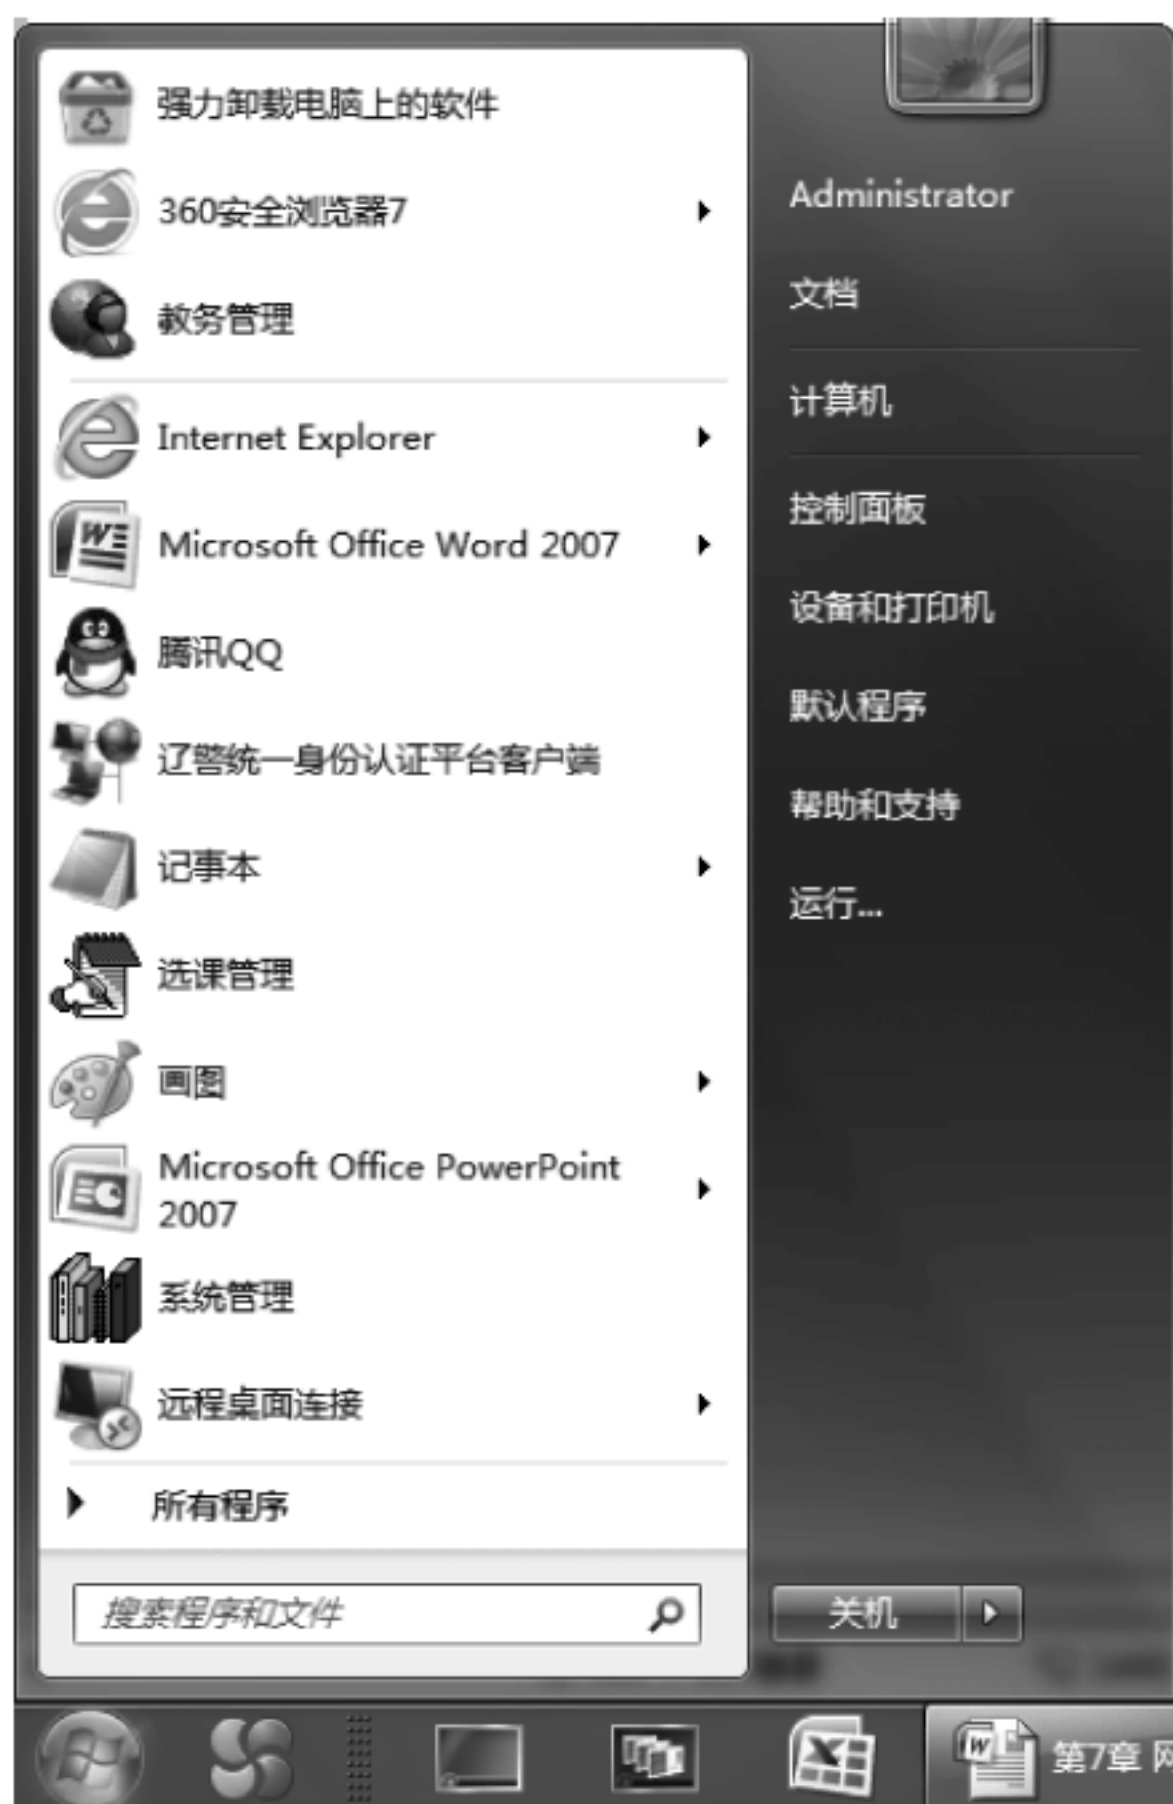 强力卸载电脑上的软件
360安全浏览器7
教务管理
Internet Explorer
Microsoft Office Word 2007
腾讯QQ
辽警统一身份认证平台客户端
记事本
选课管理
画图
Microsoft Office PowerPoint
2007
系统管理
远程桌面连接
所有程序
搜索程序和文件
Administrator
文档
计算机
控制面板
设备和打印机
默认程序
帮助和支持
运行...
关机
第7章 网